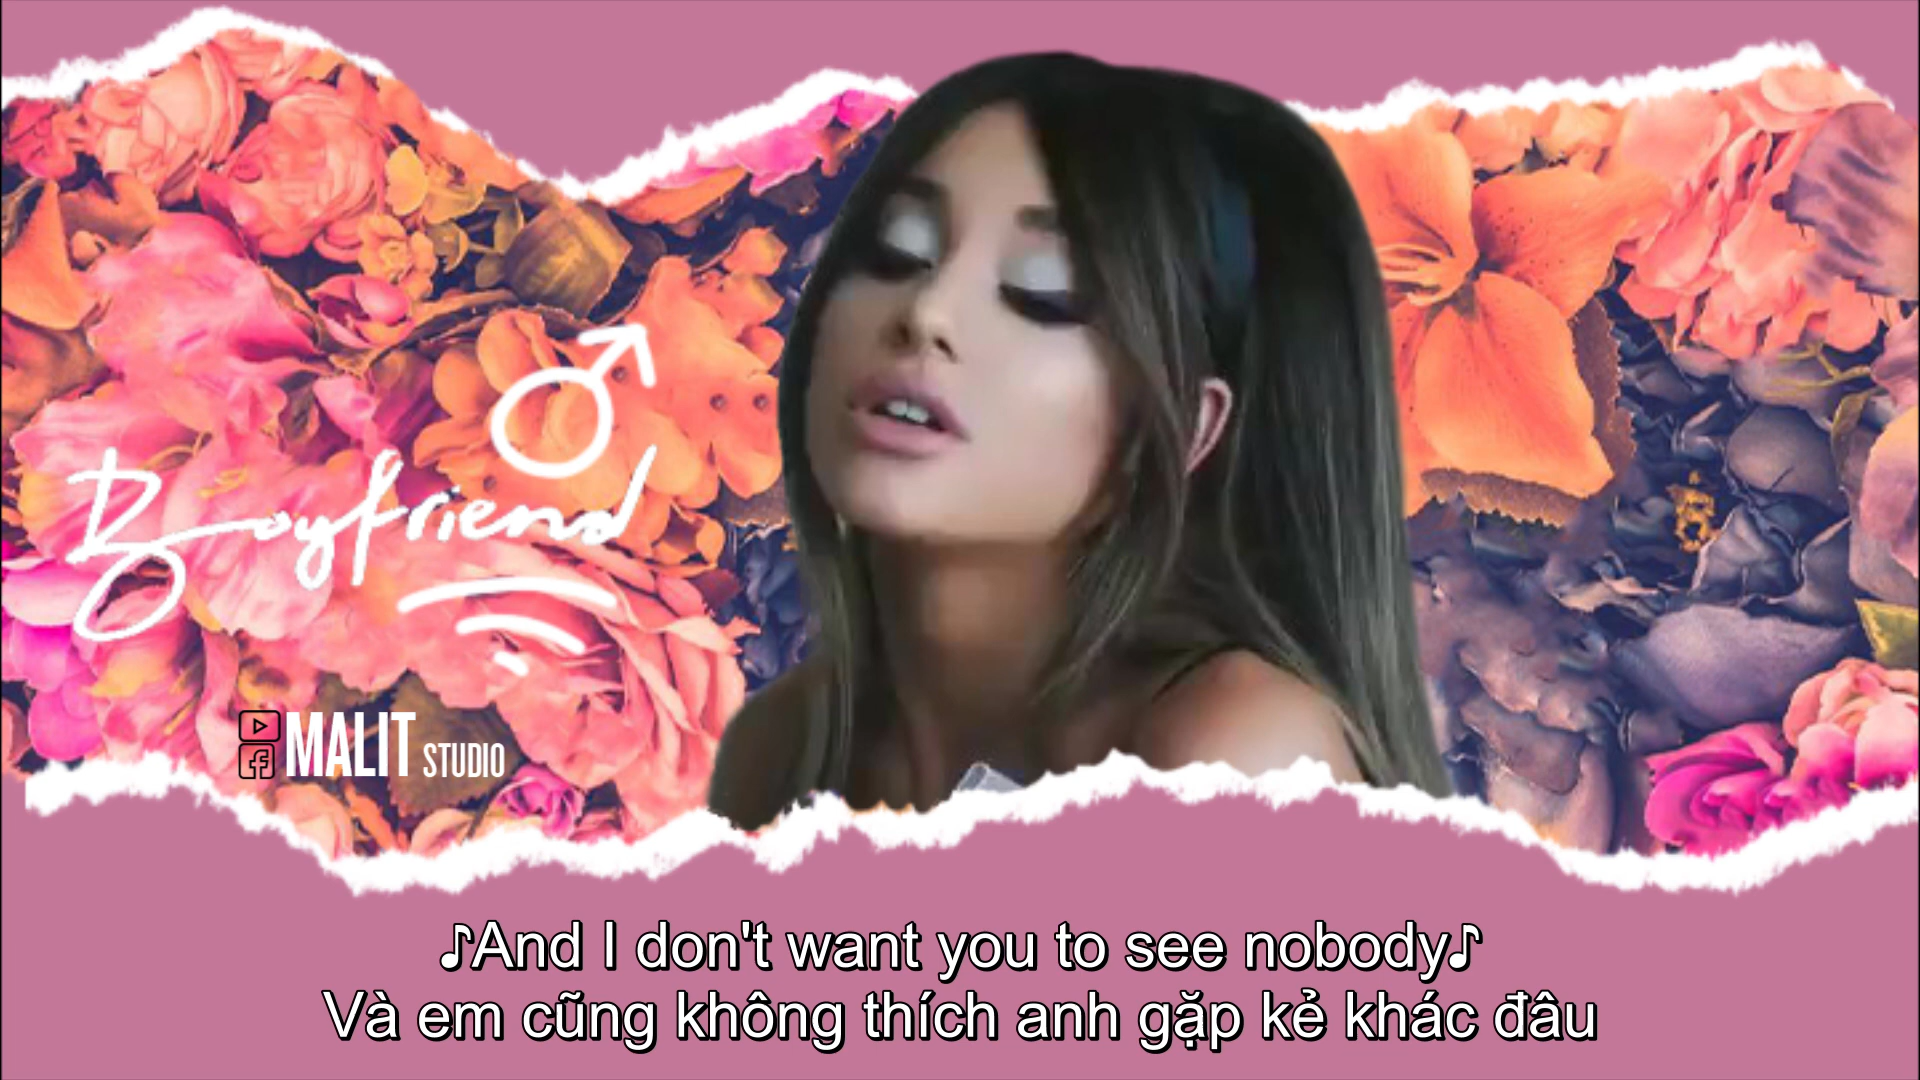 Boyfriend
MALIT STUDIO
♪And I don't want you to see nobody♪
Và em cũng không thích anh gặp kẻ khác đâu